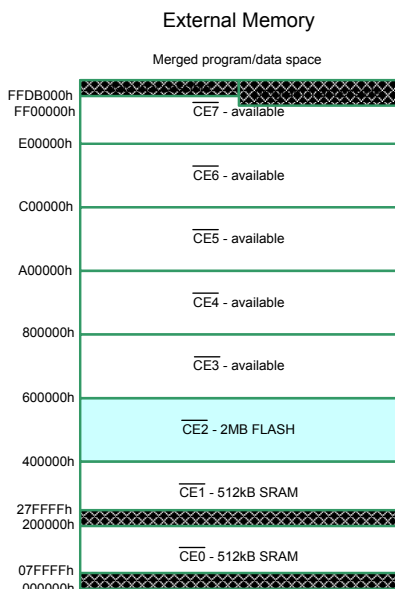 External Memory
Merged program/data space
FFDB000h
FF00000h
CE7 - available
E00000h
CE6 - available
C00000h
CE5 - available
A00000h
CE4 - available
800000h
CE3 - available
600000h
CE2 - 2MB FLASH
400000h
CE1 - 512kB SRAM
27FFFFh
200000h
CE0 - 512kB SRAM
07FFFFh
000000h